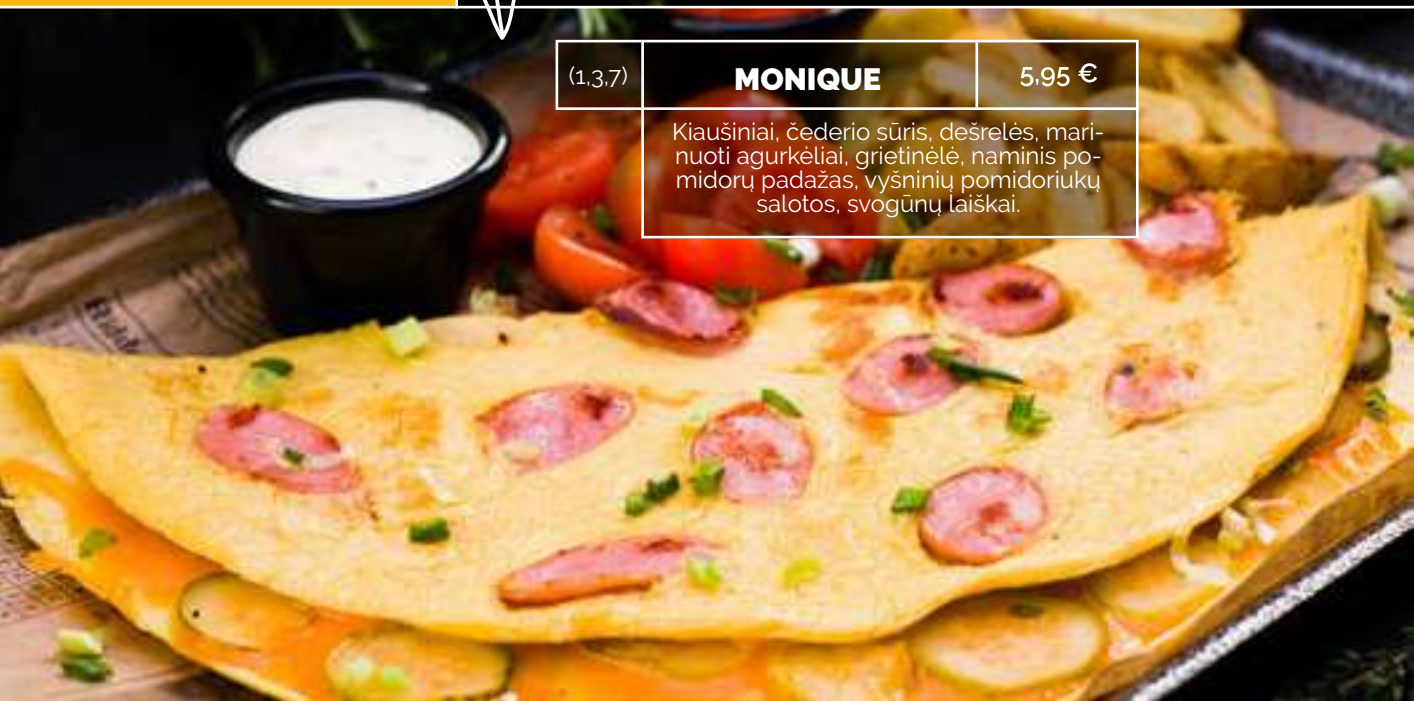 (1,3,7) MONIQUE 5,95 €
Kiaušiniai, čederio sūris, dešrelės, mari-
nuoti agurkėliai, grietinėlė, naminis po-
midorų padažas, vyšninių pomidoriukų
salotos, svogūnų laiškai.